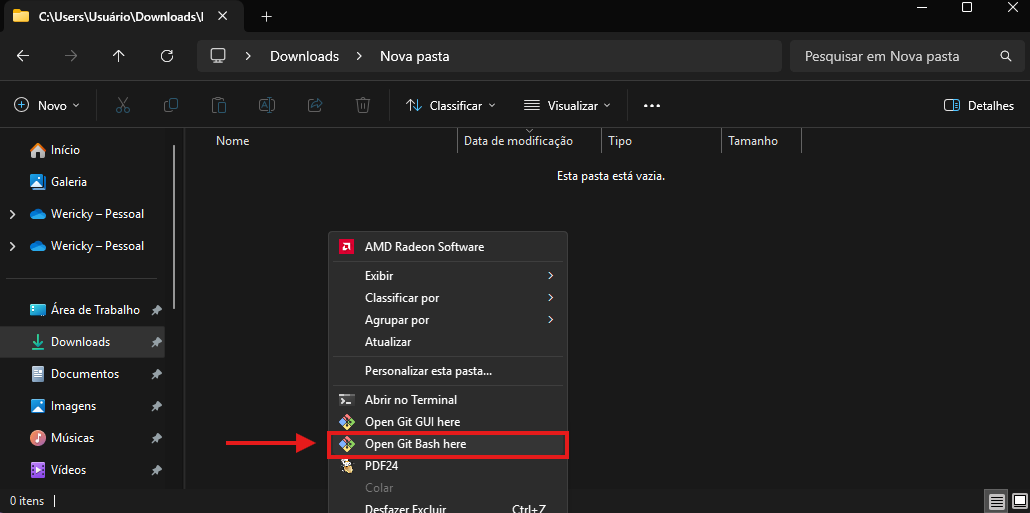 C:\Users\Usuário\Downloads\
Downloads
Nova pasta
Pesquisar em Nova pasta
Novo
Classificar
Visualizar
Detalhes
Nome
Data de modificação
Tipo
Tamanho
Esta pasta está vazia.
Início
Galeria
Wericky – Pessoal
Wericky – Pessoal
Área de Trabalho
Downloads
Documentos
Imagens
Músicas
Vídeos
AMD Radeon Software
Exibir
Classificar por
Agrupar por
Atualizar
Personalizar esta pasta...
Abrir no Terminal
Open Git GUI here
Open Git Bash here
PDF24
Colar
Desfazer Excluir Ctrl+Z
0 itens